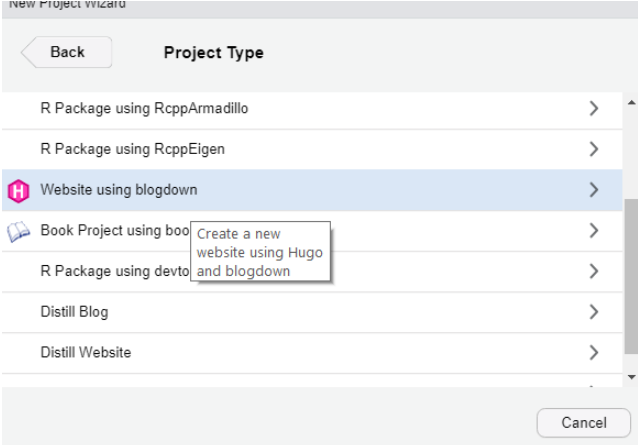 New Project Wizard
Back
Project Type
R Package using RcppArmadillo
R Package using RcppEigen
H
Website using blogdown
Book Project using boo
Create a new
website using Hugo
and blogdown
R Package using devto
Distill Blog
Distill Website
Cancel